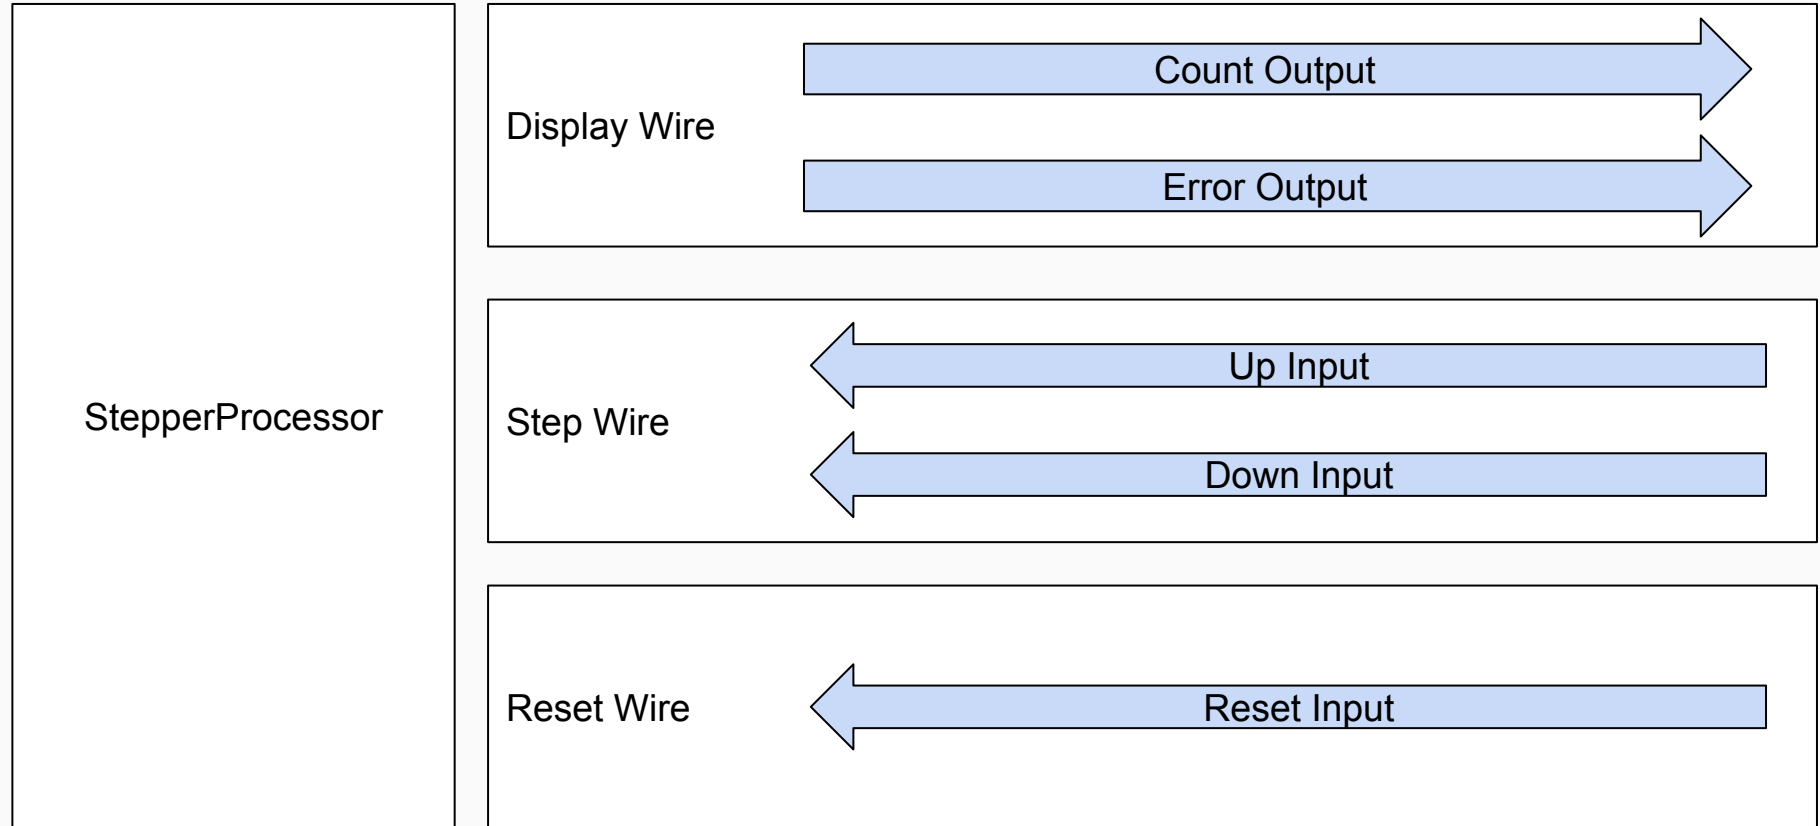 StepperProcessor
Display Wire
Count Output
Error Output
Step Wire
Up Input
Down Input
Reset Wire
Reset Input